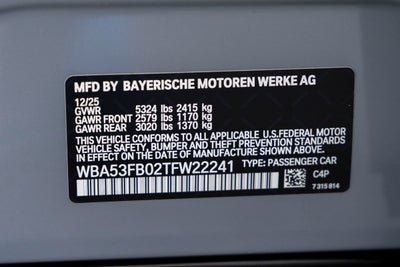 MFD BY BAYERISCHE MOTOREN WERKE AG
12/25
GVWR 5324 lbs 2415 kg
GAWR FRONT 2579 lbs 1170 kg
GAWR REAR 3020 lbs 1370 kg
THIS VEHICLE CONFORMS TO ALL APPLICABLE U.S.FEDERAL MOTOR
VEHICLE SAFETY, BUMPER AND THEFT PREVENTION STANDARDS
IN EFFECT ON THE DATE OF MANUFACTURE SHOWN ABOVE.
WBA53FB02TFW22241 TYPE: PASSENGER CAR
C4P
7 315 814